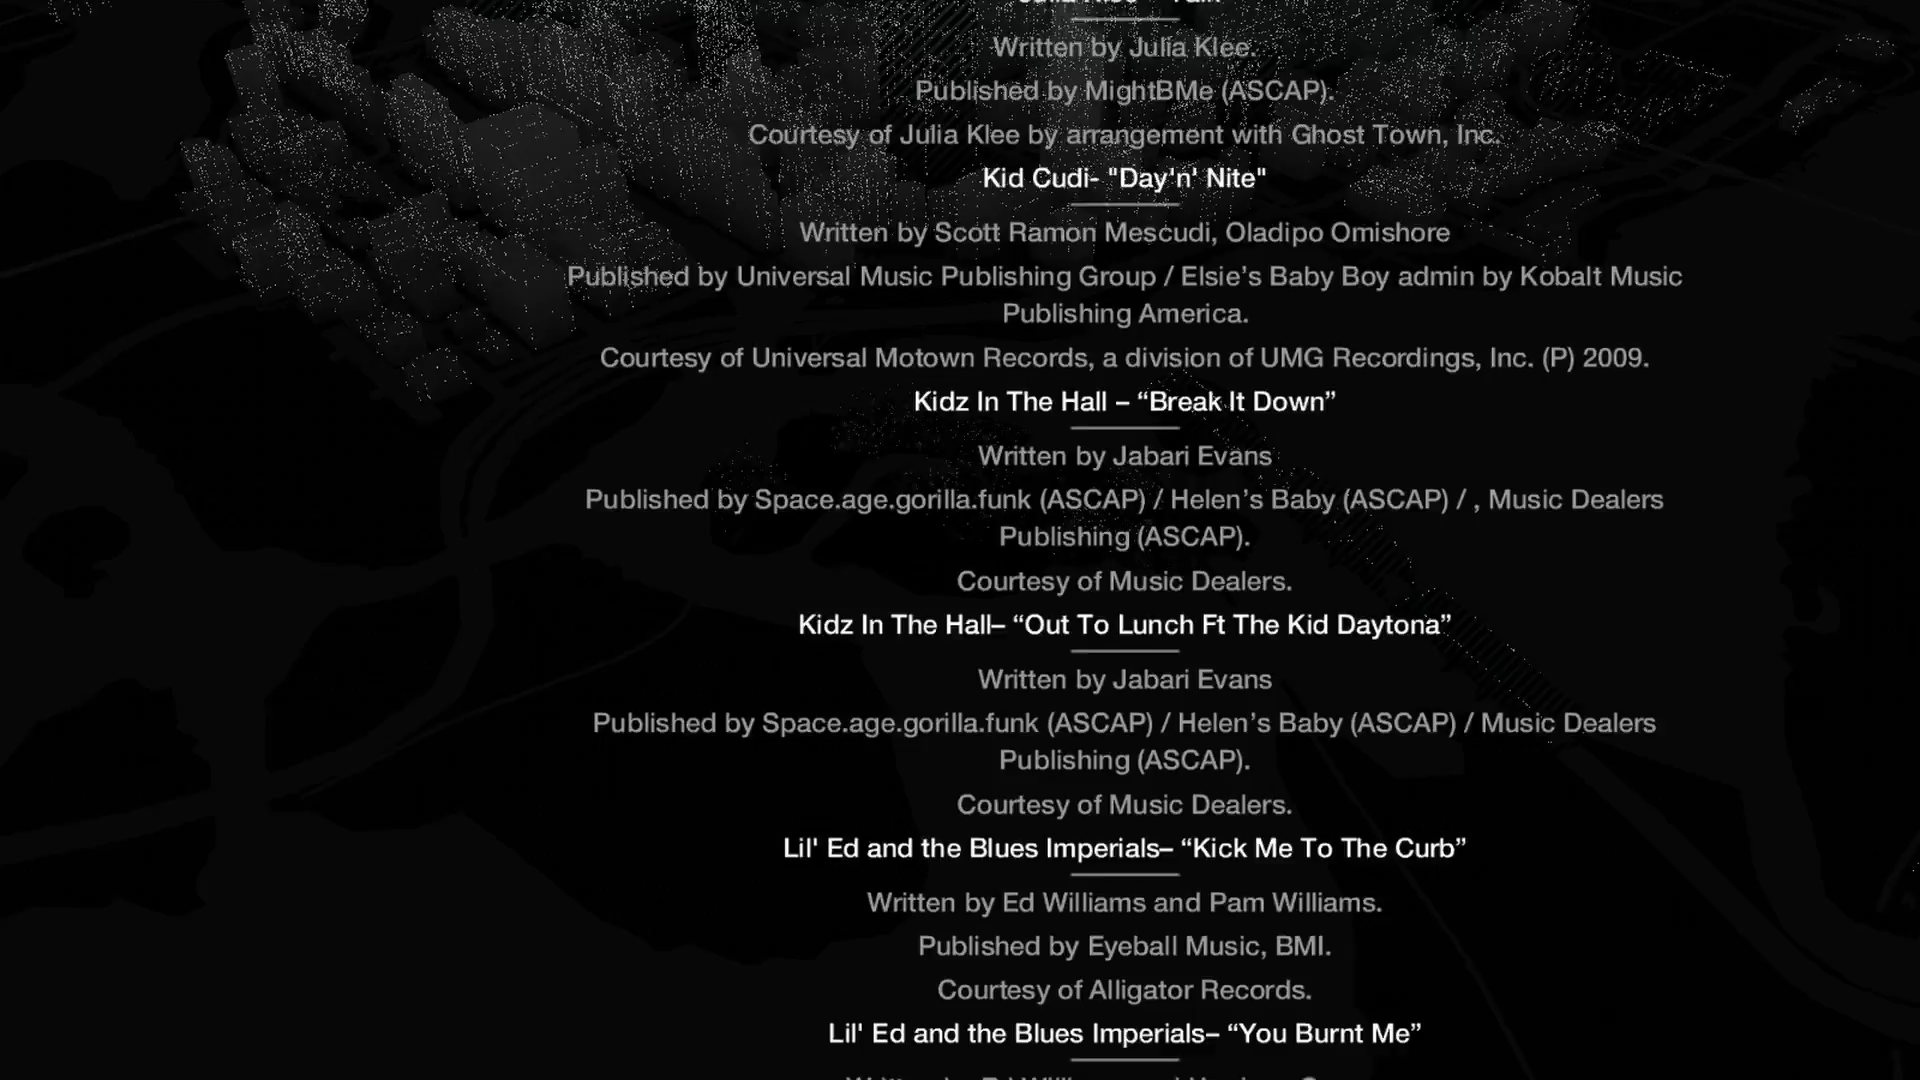 Written by Julia Klee.
Published by MightBMe (ASCAP).
Courtesy of Julia Klee by arrangement with Ghost Town, Inc.
Kid Cudi- "Day'n' Nite"
Written by Scott Ramon Mescudi, Oladipo Omishore
Published by Universal Music Publishing Group / Elsie’s Baby Boy admin by Kobalt Music
Publishing America.
Courtesy of Universal Motown Records, a division of UMG Recordings, Inc. (P) 2009.
Kidz In The Hall – “Break It Down”
Written by Jabari Evans
Published by Space.age.gorilla.funk (ASCAP) / Helen’s Baby (ASCAP) / , Music Dealers
Publishing (ASCAP).
Courtesy of Music Dealers.
Kidz In The Hall– “Out To Lunch Ft The Kid Daytona”
Written by Jabari Evans
Published by Space.age.gorilla.funk (ASCAP) / Helen’s Baby (ASCAP) / Music Dealers
Publishing (ASCAP).
Courtesy of Music Dealers.
Lil' Ed and the Blues Imperials– “Kick Me To The Curb”
Written by Ed Williams and Pam Williams.
Published by Eyeball Music, BMI.
Courtesy of Alligator Records.
Lil' Ed and the Blues Imperials– “You Burnt Me”